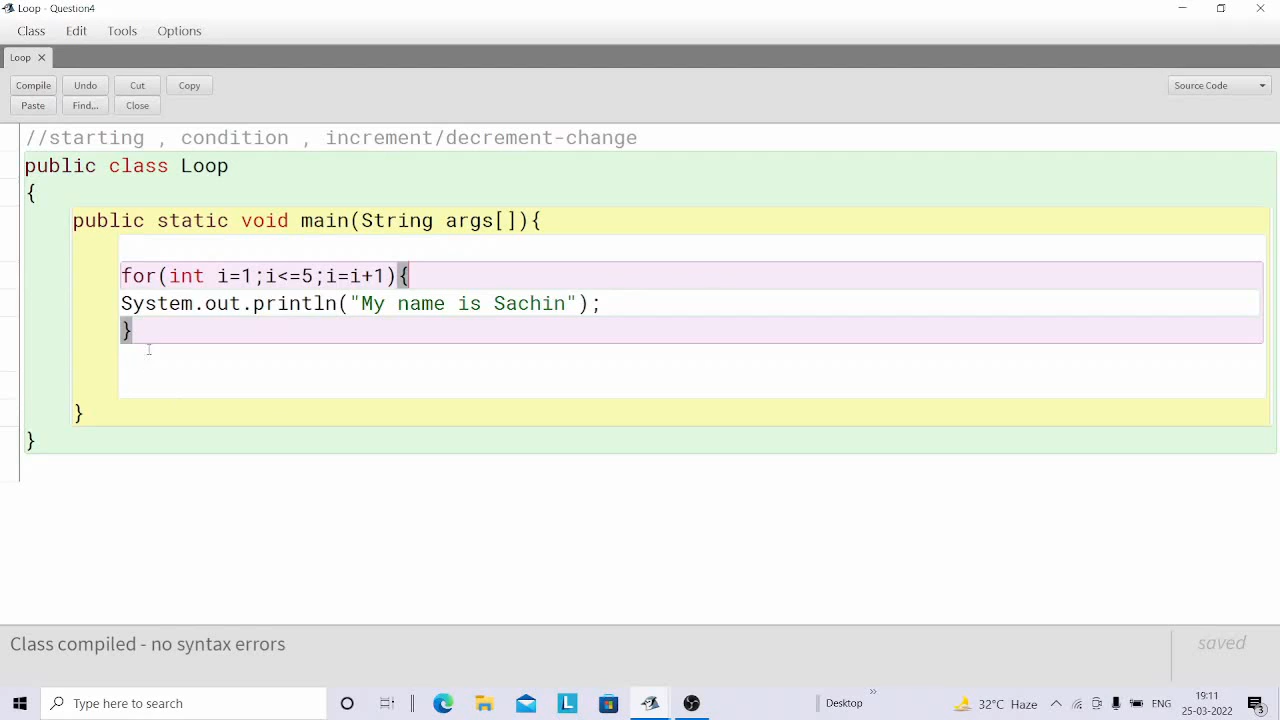 Loop - Question4
Class Edit Tools Options
Loop
Compile Undo Cut Copy
Paste Find... Close
Source Code
//starting , condition , increment/decrement-change
public class Loop
{
public static void main(String args[]){
for(int i=1;i<=5;i=i+1){
System.out.println("My name is Sachin");
}
}
}
Class compiled - no syntax errors
saved
Type here to search
Desktop
32°C Haze
ENG
19:11
25-03-2022
3